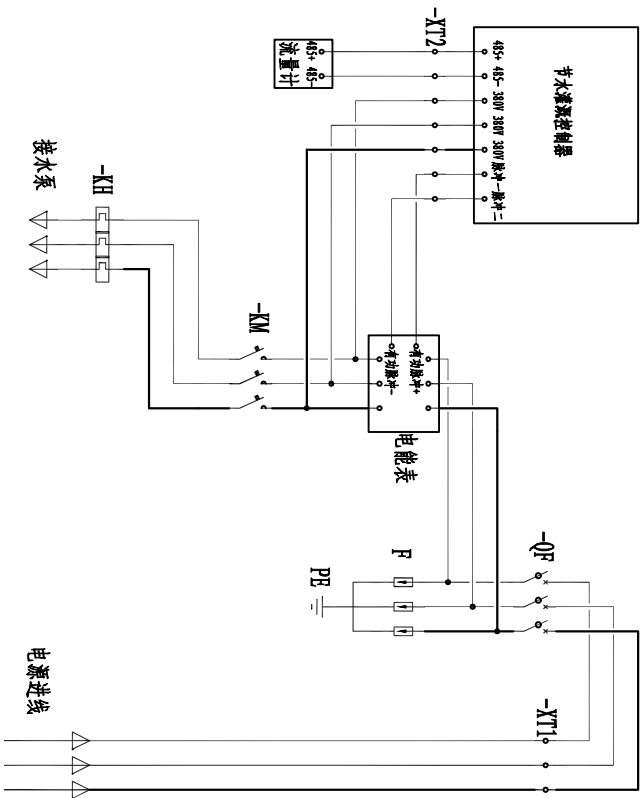 节水灌溉控制器
-XT2
485+
485-
380V
380V
380V
脉冲一
脉冲二
485+
485-
流量计
接水泵
-KH
-KM
有功脉冲+
有功脉冲-
电能表
-QF
F
PE
-XT1
电源进线